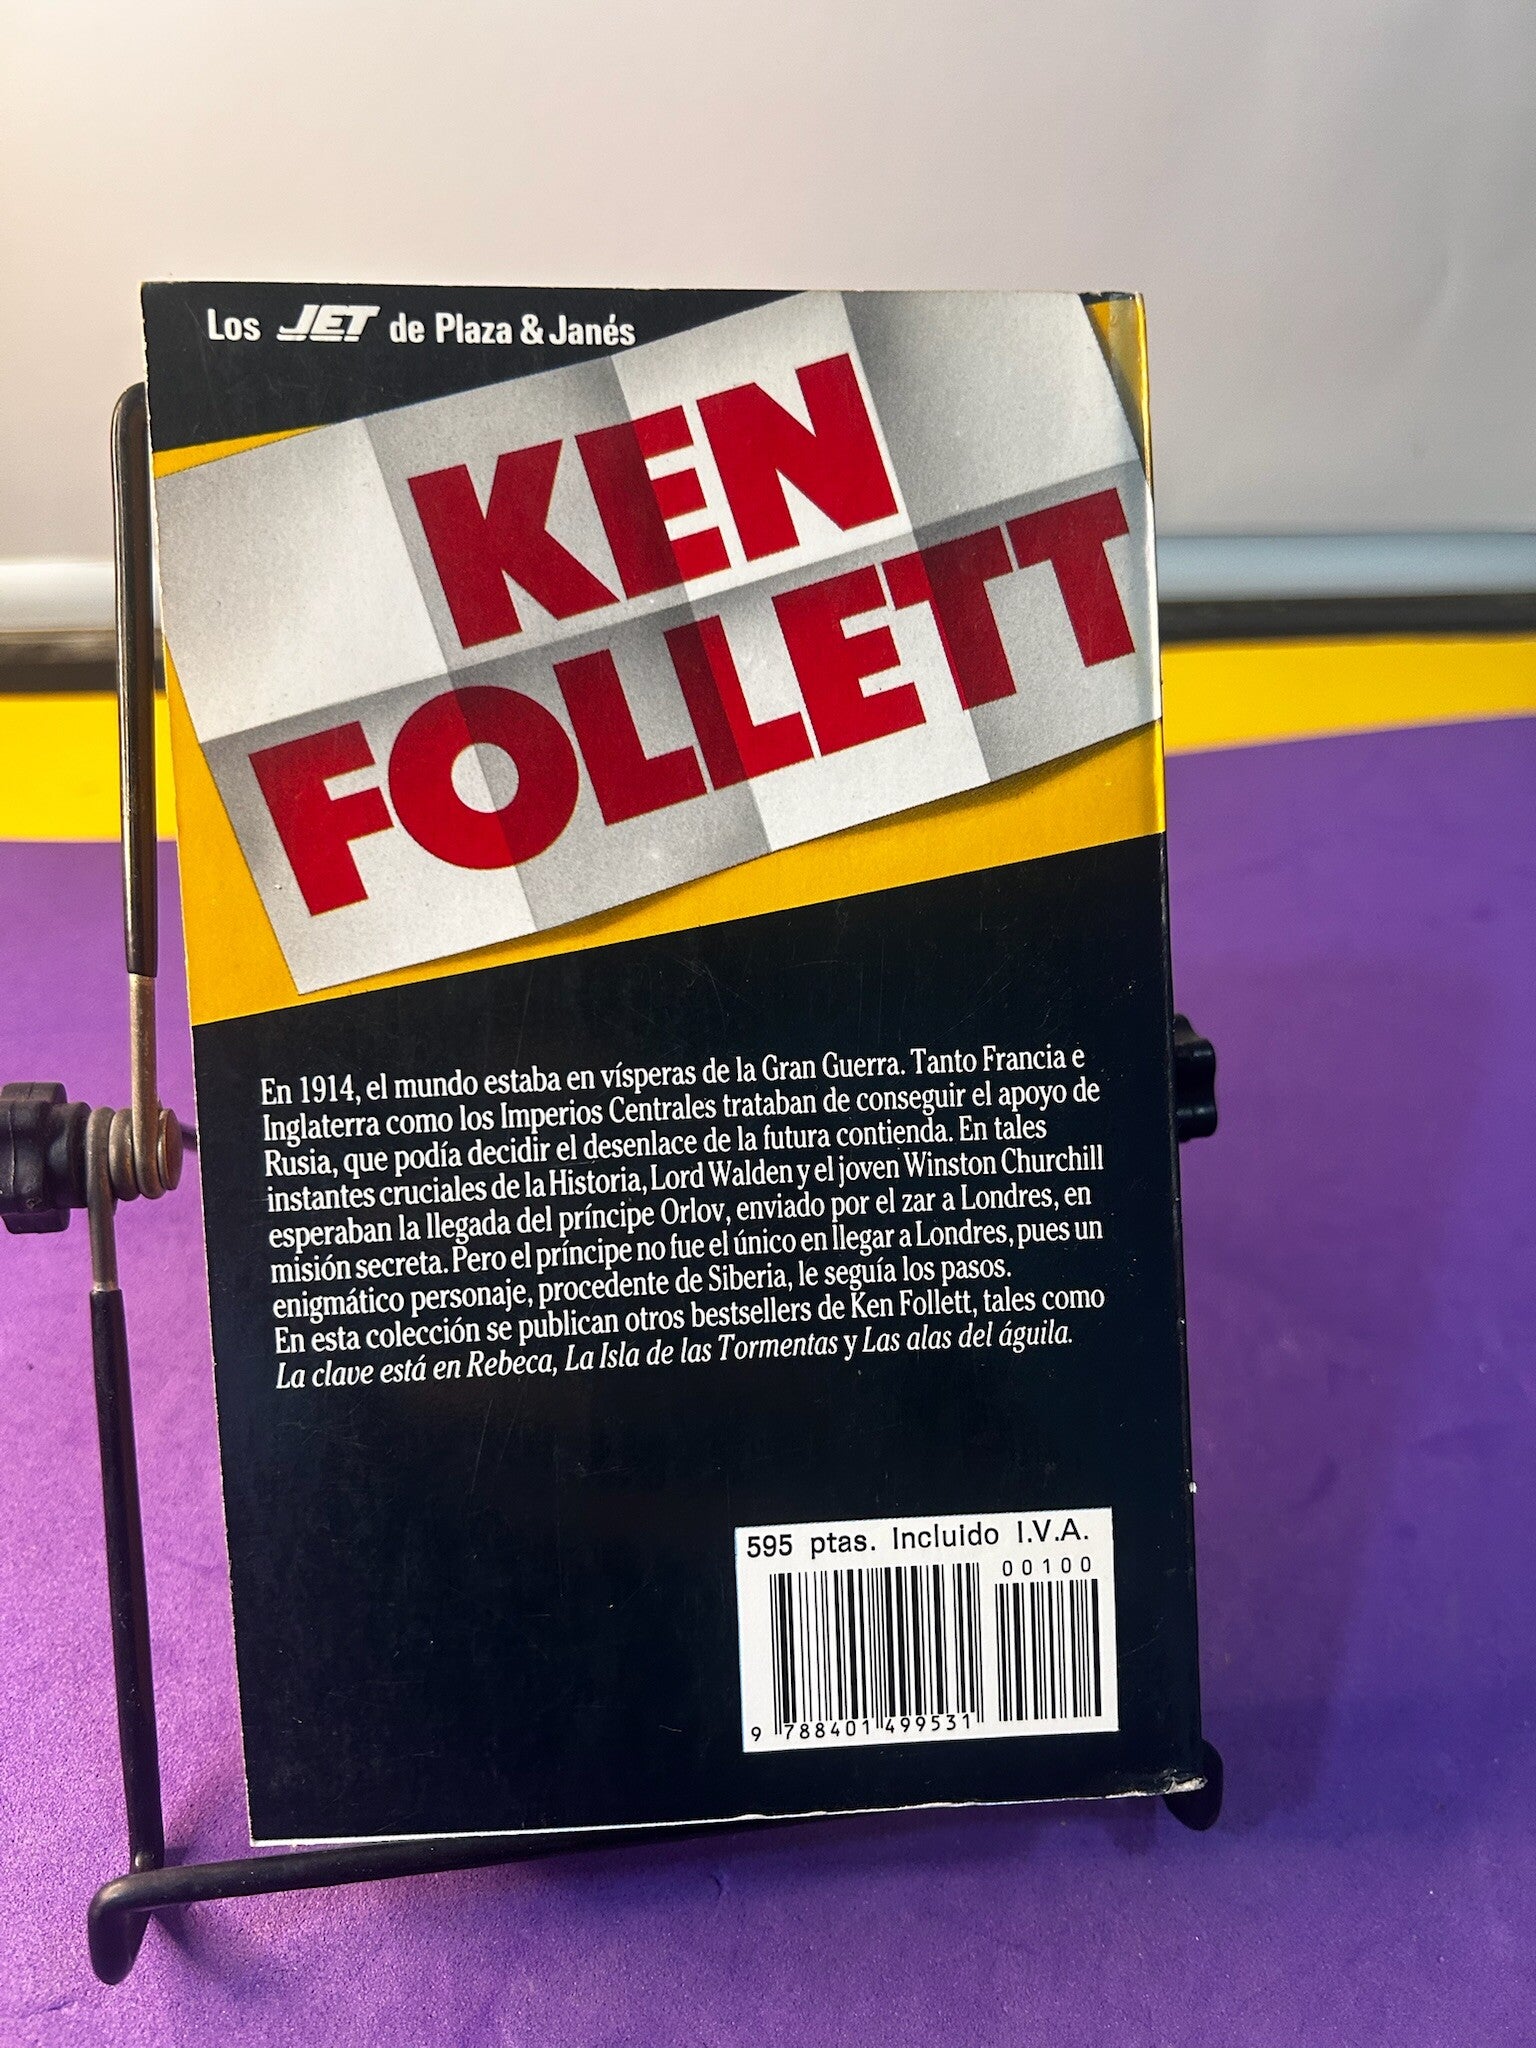 Los JET de Plaza & Janés
KEN
FOLLETT
En 1914, el mundo estaba en vísperas de la Gran Guerra. Tanto Francia e
Inglaterra como los Imperios Centrales trataban de conseguir el apoyo de
Rusia, que podía decidir el desenlace de la futura contienda. En tales
instantes cruciales de la Historia, Lord Walden y el joven Winston Churchill
esperaban la llegada del príncipe Orlov, enviado por el zar a Londres, en
misión secreta. Pero el príncipe no fue el único en llegar a Londres, pues un
enigmático personaje, procedente de Siberia, le seguía los pasos.
En esta colección se publican otros bestsellers de Ken Follett, tales como
La clave está en Rebeca, La Isla de las Tormentas y Las alas del águila.
595 ptas. Incluido I.V.A.
00100
9 788401 499531